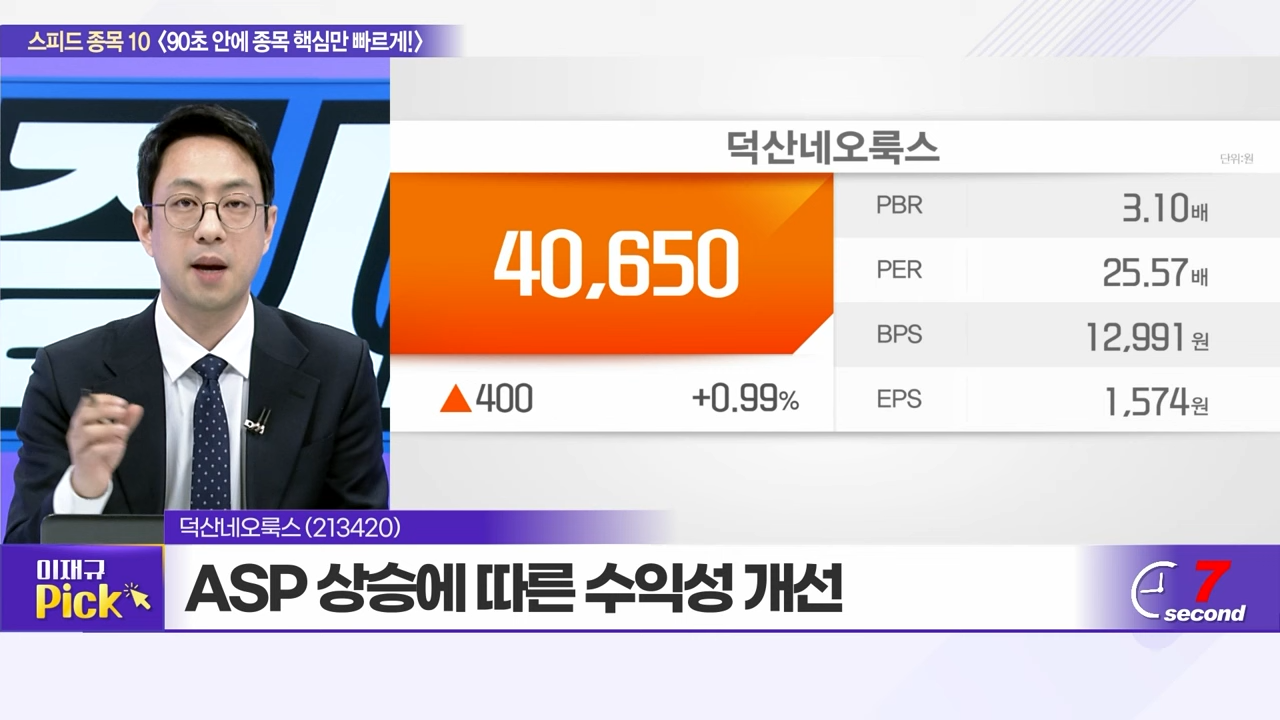 스피드 종목 10 〈90초 안에 종목 핵심만 빠르게!〉
덕산네오룩스
단위:원
40,650
▲400 +0.99%
PBR 3.10배
PER 25.57배
BPS 12,991원
EPS 1,574원
덕산네오룩스(213420)
이재규
Pick
ASP 상승에 따른 수익성 개선
7
second